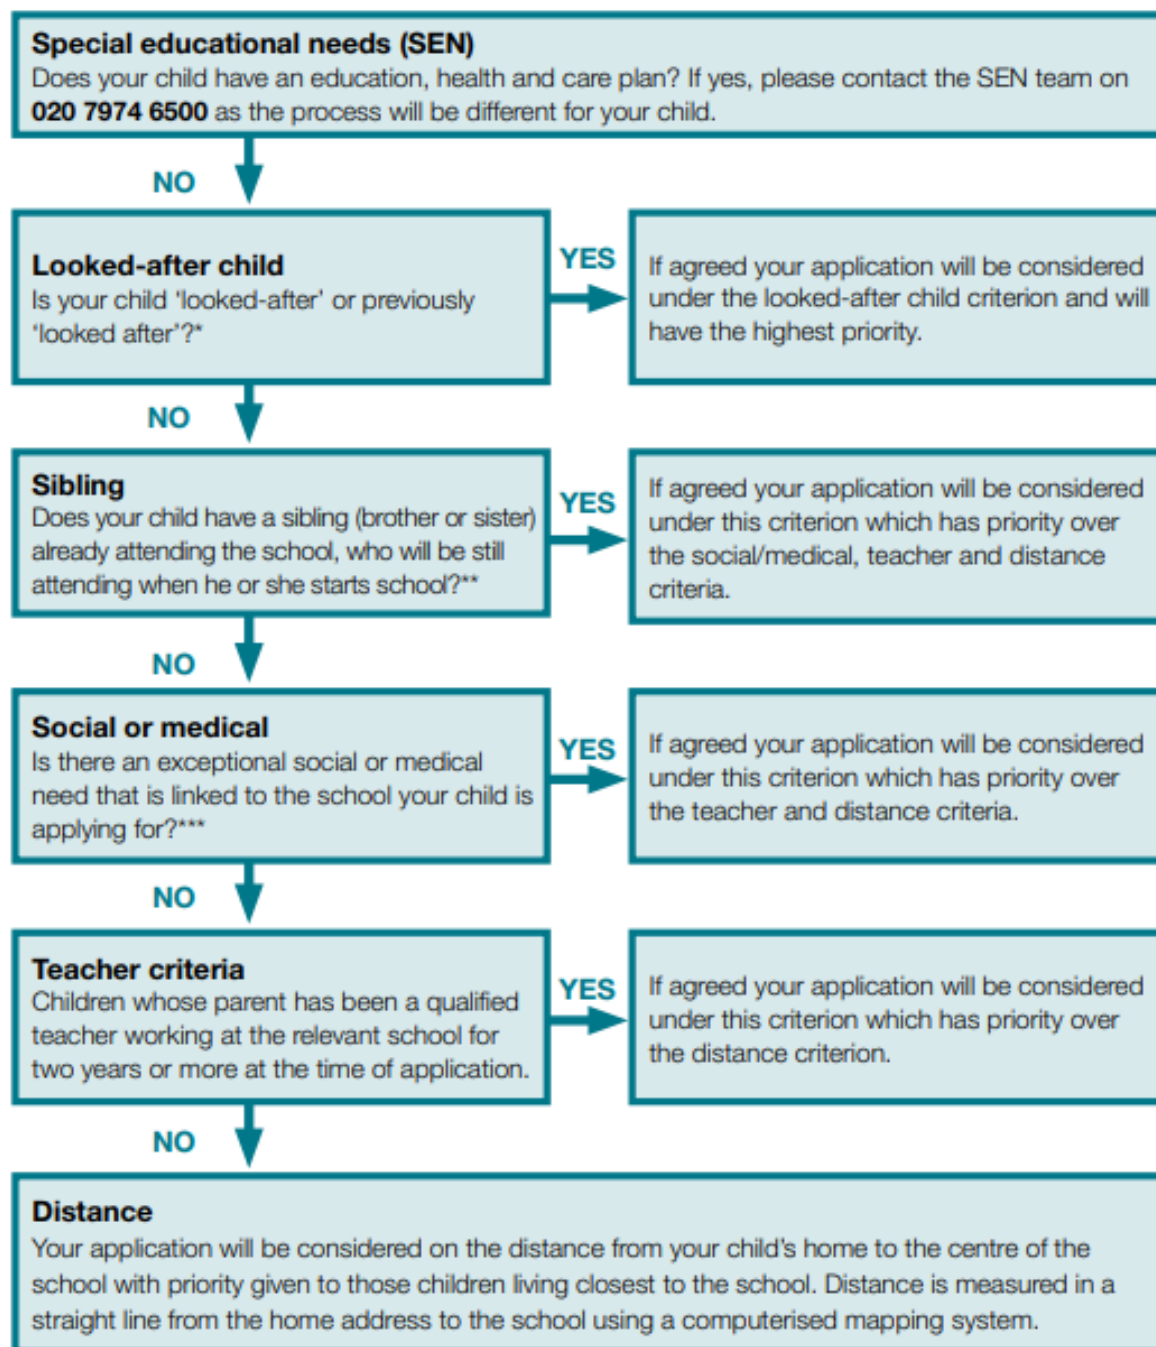 Special educational needs (SEN)
Does your child have an education, health and care plan? If yes, please contact the SEN team on
020 7974 6500 as the process will be different for your child.
NO
Looked-after child
Is your child ‘looked-after’ or previously
‘looked after’?*
YES
If agreed your application will be considered
under the looked-after child criterion and will
have the highest priority.
NO
Sibling
Does your child have a sibling (brother or sister)
already attending the school, who will be still
attending when he or she starts school?**
YES
If agreed your application will be considered
under this criterion which has priority over
the social/medical, teacher and distance
criteria.
NO
Social or medical
Is there an exceptional social or medical
need that is linked to the school your child is
applying for?***
YES
If agreed your application will be considered
under this criterion which has priority over
the teacher and distance criteria.
NO
Teacher criteria
Children whose parent has been a qualified
teacher working at the relevant school for
two years or more at the time of application.
YES
If agreed your application will be considered
under this criterion which has priority over
the distance criterion.
NO
Distance
Your application will be considered on the distance from your child’s home to the centre of the
school with priority given to those children living closest to the school. Distance is measured in a
straight line from the home address to the school using a computerised mapping system.